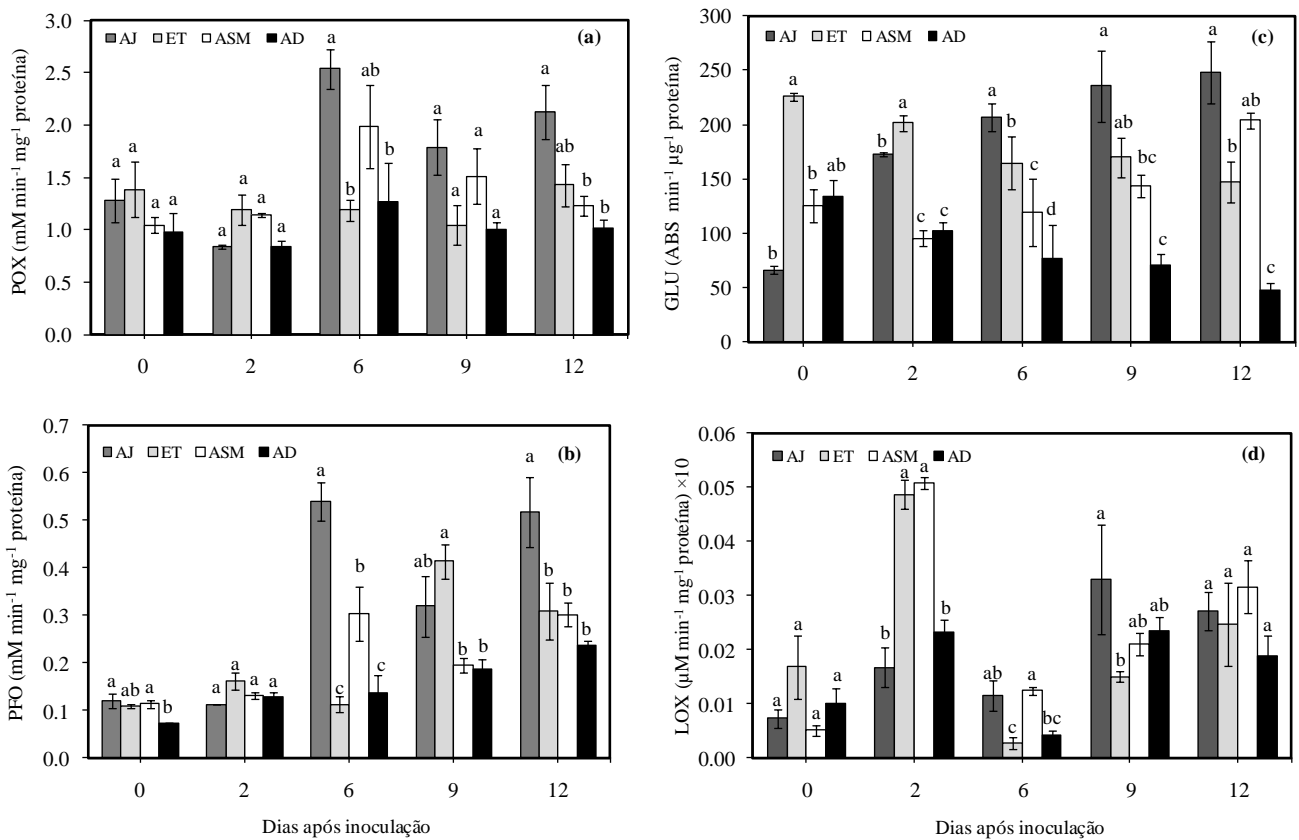 (a)
AJ ET ASM AD
POX (mM min-1 mg-1 proteína)
3.0
2.5
2.0
1.5
1.0
0.5
0.0
a a a a
a a a a
a b ab b
a a a a
a ab b b
0 2 6 9 12
(c)
AJ ET ASM AD
GLU (ABS min-1 µg-1 proteína)
300
250
200
150
100
50
0
b a b ab
b a c c
a b c d
a ab bc c
a b ab c
0 2 6 9 12
(b)
AJ ET ASM AD
PFO (mM min-1 mg-1 proteína)
0.7
0.6
0.5
0.4
0.3
0.2
0.1
0.0
a ab a b
a a a a
a c b c
ab a b b
a b b b
0 2 6 9 12
Dias após inoculação
(d)
AJ ET ASM AD
LOX (µM min-1 mg-1 proteína) ×10
0.06
0.05
0.04
0.03
0.02
0.01
0.00
a a a a
b a a b
ab c a bc
a b ab ab
a a a a
0 2 6 9 12
Dias após inoculação